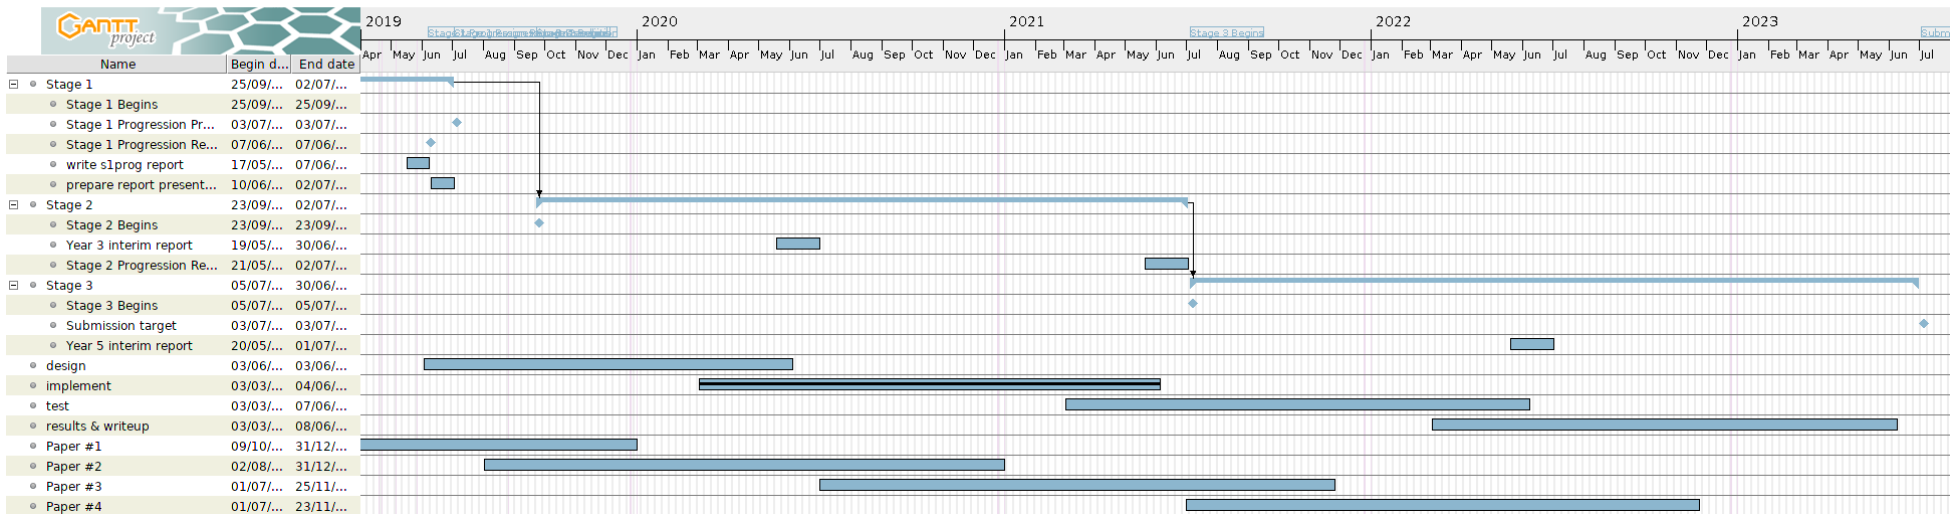 GANTT project
2019 2020 2021 2022 2023
Stage 3 Begins Subm
Apr May Jun Jul Aug Sep Oct Nov Dec Jan Feb Mar Apr May Jun Jul Aug Sep Oct Nov Dec Jan Feb Mar Apr May Jun Jul Aug Sep Oct Nov Dec Jan Feb Mar Apr May Jun Jul Aug Sep Oct Nov Dec Jan Feb Mar Apr May Jun Jul
Name Begin d... End date
Stage 1 25/09/... 02/07/...
Stage 1 Begins 25/09/... 25/09/...
Stage 1 Progression Pr... 03/07/... 03/07/...
Stage 1 Progression Re... 07/06/... 07/06/...
write s1prog report 17/05/... 07/06/...
prepare report present... 10/06/... 02/07/...
Stage 2 23/09/... 02/07/...
Stage 2 Begins 23/09/... 23/09/...
Year 3 interim report 19/05/... 30/06/...
Stage 2 Progression Re... 21/05/... 02/07/...
Stage 3 05/07/... 30/06/...
Stage 3 Begins 05/07/... 05/07/...
Submission target 03/07/... 03/07/...
Year 5 interim report 20/05/... 01/07/...
design 03/06/... 03/06/...
implement 03/03/... 04/06/...
test 03/03/... 07/06/...
results & writeup 03/03/... 08/06/...
Paper #1 09/10/... 31/12/...
Paper #2 02/08/... 31/12/...
Paper #3 01/07/... 25/11/...
Paper #4 01/07/... 23/11/...